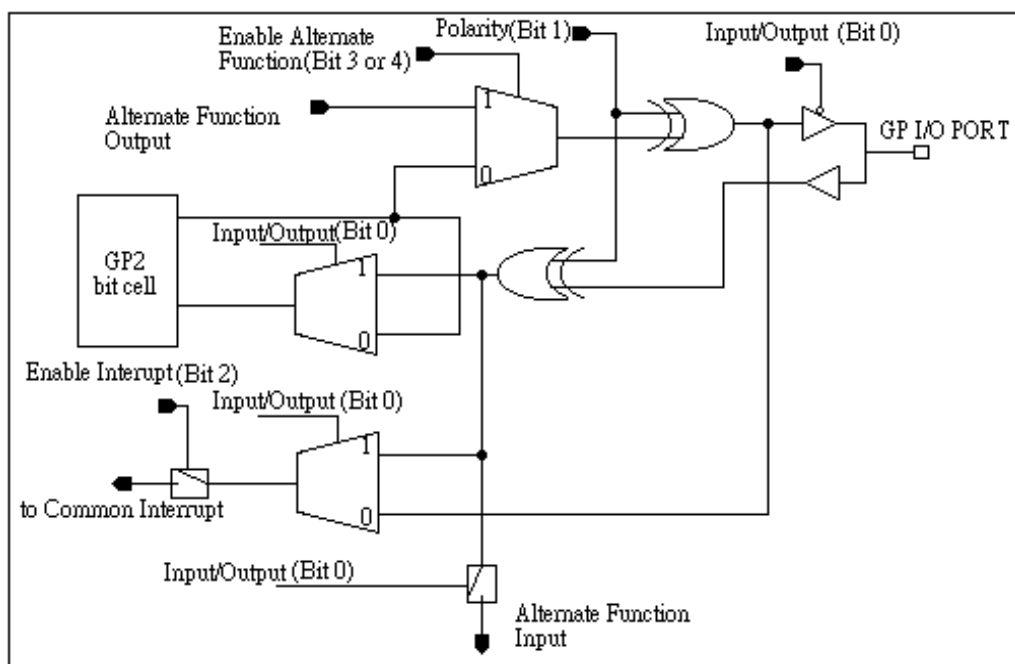 Enable Alternate
Function(Bit 3 or 4)
Polarity(Bit 1)
Input/Output (Bit 0)
Alternate Function
Output
1
0
GP I/O PORT
GP2
bit cell
Input/Output(Bit 0)
1
0
Enable Interupt(Bit 2)
Input/Output (Bit 0)
1
0
to Common Interrupt
Input/Output (Bit 0)
Alternate Function
Input